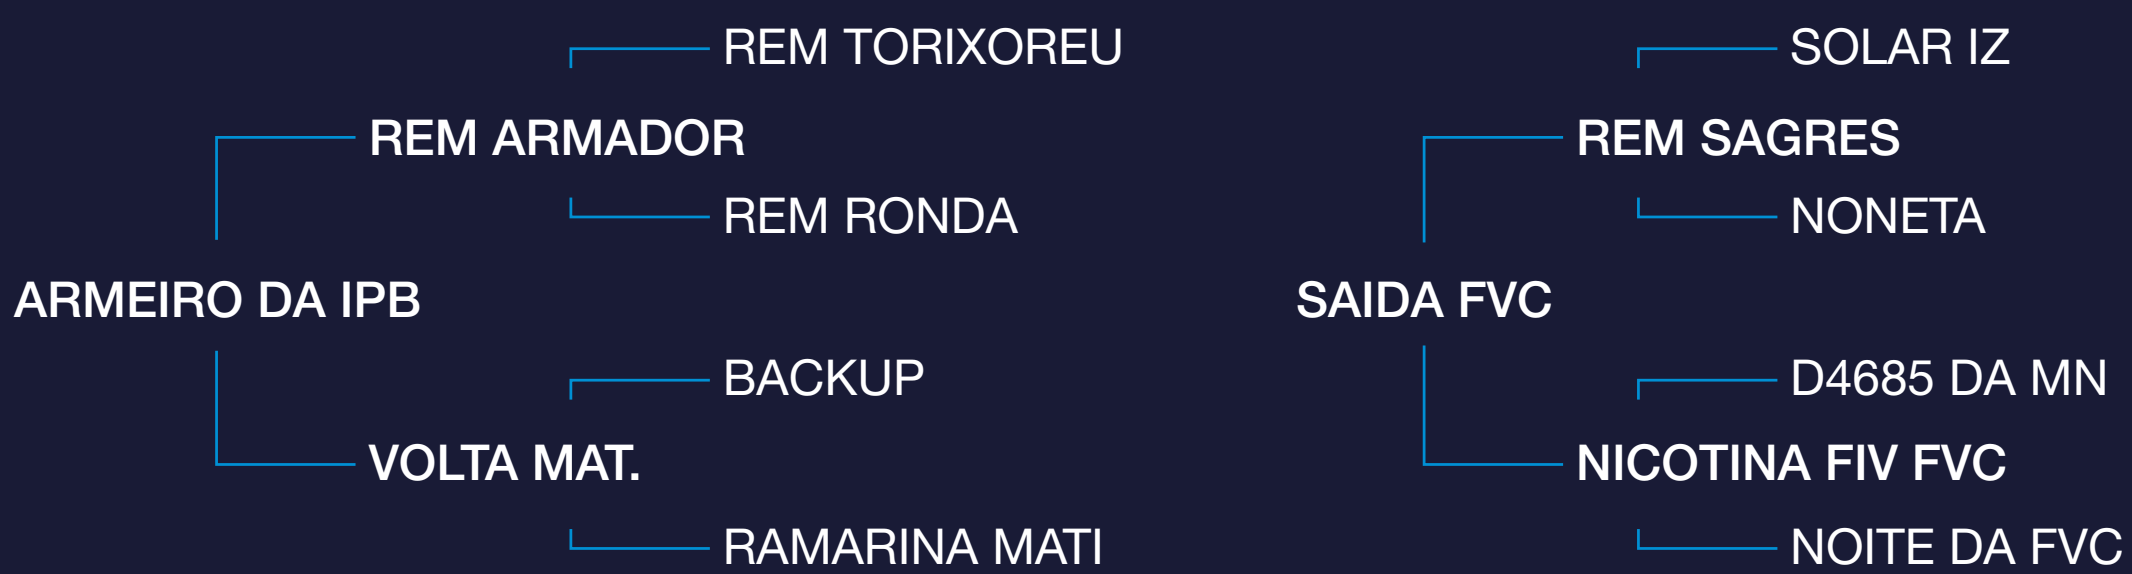 REM TORIXOREU
REM ARMADOR
REM RONDA
ARMEIRO DA IPB
BACKUP
VOLTA MAT.
RAMARINA MATI
SOLAR IZ
REM SAGRES
NONETA
SAIDA FVC
D4685 DA MN
NICOTINA FIV FVC
NOITE DA FVC